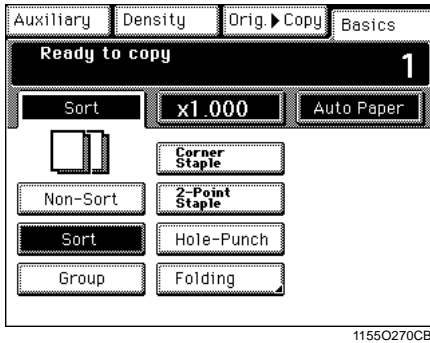 Auxiliary Density Orig.▶Copy Basics
Ready to copy
1
Sort x1.000 Auto Paper
Corner
Staple
Non-Sort 2-Point
Staple
Sort Hole-Punch
Group Folding
1155O270CB